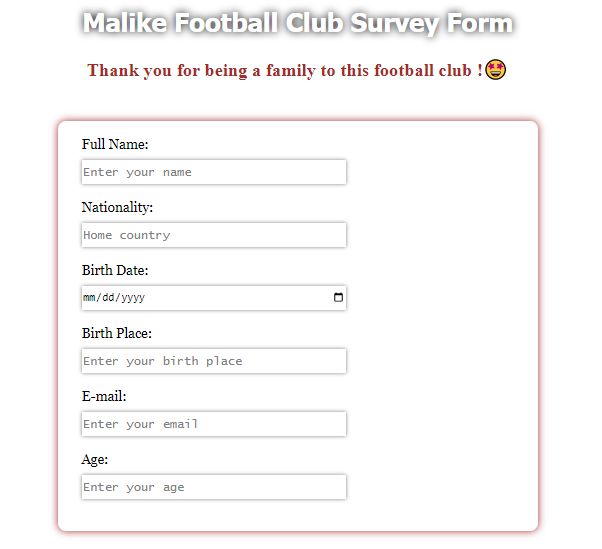 Malike Football Club Survey Form
Thank you for being a family to this football club !🤩
Full Name:
Enter your name
Nationality:
Home country
Birth Date:
mm/dd/yyyy
Birth Place:
Enter your birth place
E-mail:
Enter your email
Age:
Enter your age